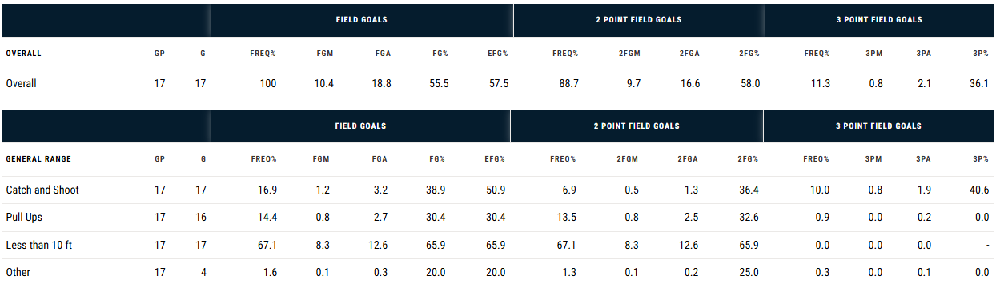 FIELD GOALS 2 POINT FIELD GOALS 3 POINT FIELD GOALS
OVERALL GP G FREQ% FGM FGA FG% EFG% FREQ% 2FGM 2FGA 2FG% FREQ% 3PM 3PA 3P%
Overall 17 17 100 10.4 18.8 55.5 57.5 88.7 9.7 16.6 58.0 11.3 0.8 2.1 36.1
FIELD GOALS 2 POINT FIELD GOALS 3 POINT FIELD GOALS
GENERAL RANGE GP G FREQ% FGM FGA FG% EFG% FREQ% 2FGM 2FGA 2FG% FREQ% 3PM 3PA 3P%
Catch and Shoot 17 17 16.9 1.2 3.2 38.9 50.9 6.9 0.5 1.3 36.4 10.0 0.8 1.9 40.6
Pull Ups 17 16 14.4 0.8 2.7 30.4 30.4 13.5 0.8 2.5 32.6 0.9 0.0 0.2 0.0
Less than 10 ft 17 17 67.1 8.3 12.6 65.9 65.9 67.1 8.3 12.6 65.9 0.0 0.0 0.0 -
Other 17 4 1.6 0.1 0.3 20.0 20.0 1.3 0.1 0.2 25.0 0.3 0.0 0.1 0.0